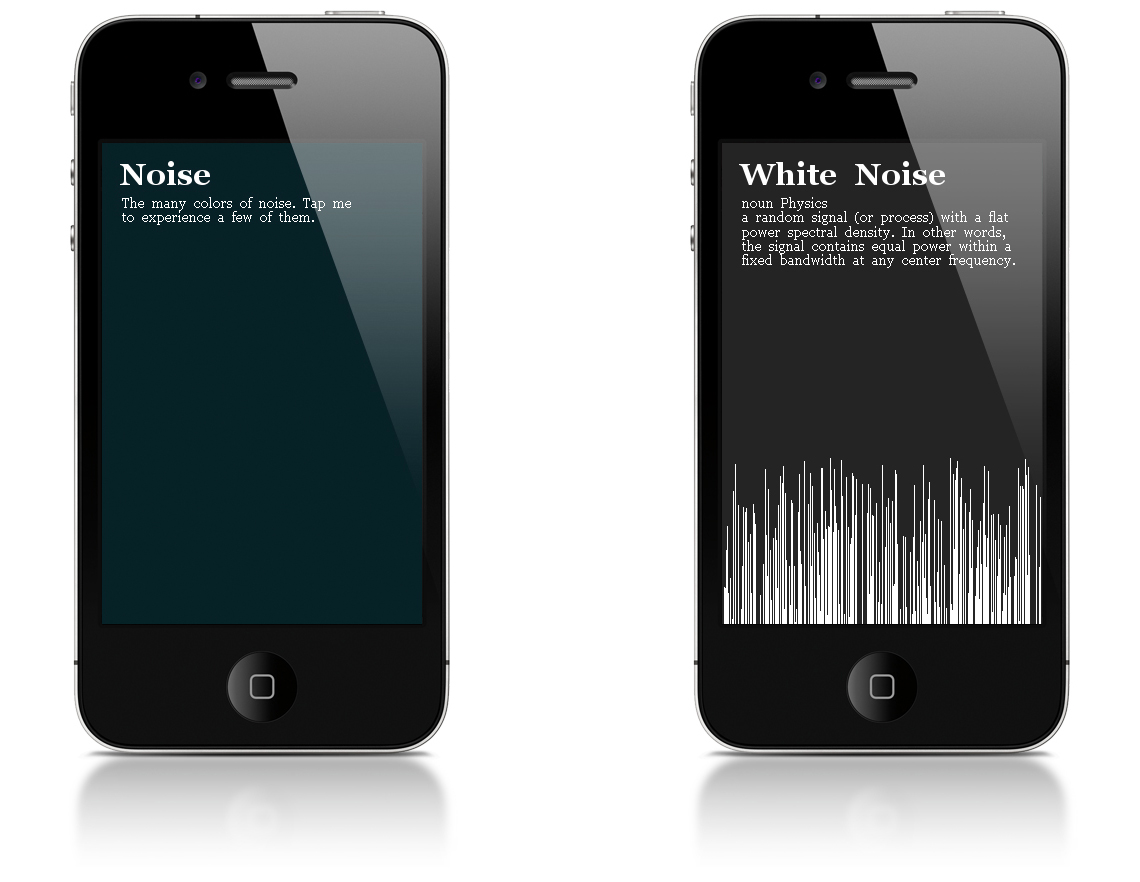 Noise
The many colors of noise. Tap me
to experience a few of them.
White Noise
noun Physics
a random signal (or process) with a flat
power spectral density. In other words,
the signal contains equal power within a
fixed bandwidth at any center frequency.